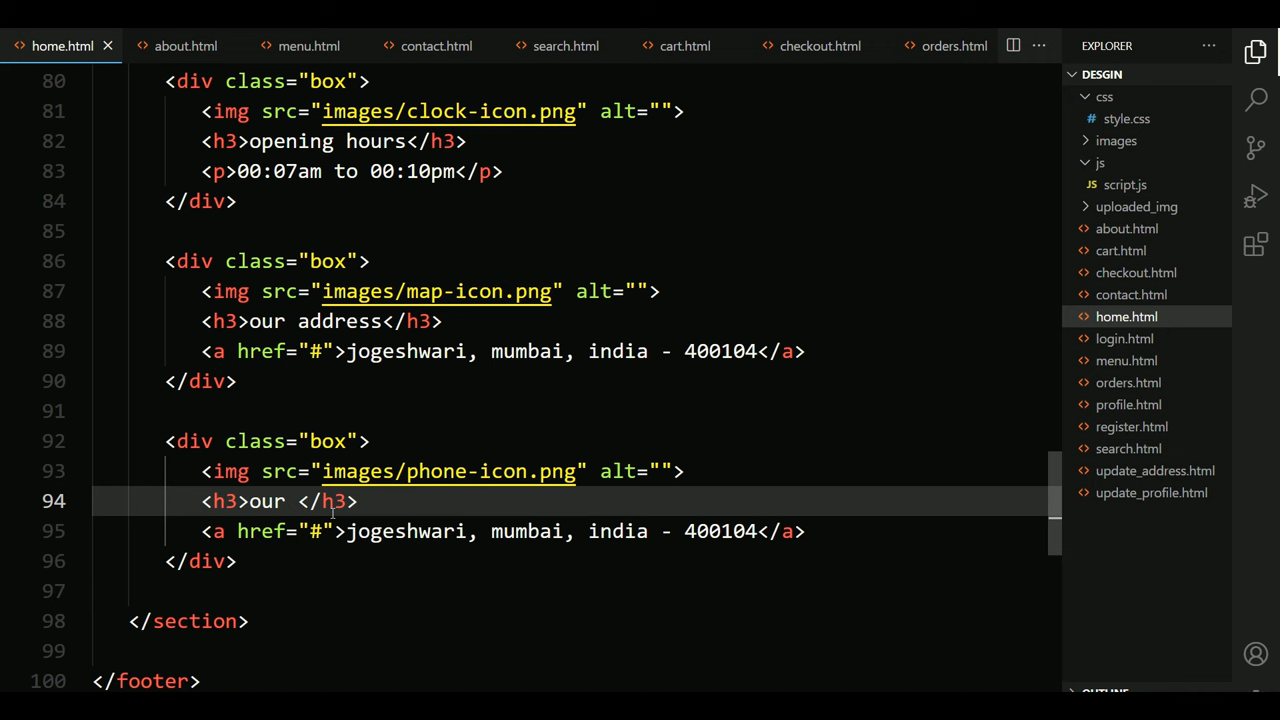 home.html
about.html
menu.html
contact.html
search.html
cart.html
checkout.html
orders.html
80 <div class="box">
81 <img src="images/clock-icon.png" alt="">
82 <h3>opening hours</h3>
83 <p>00:07am to 00:10pm</p>
84 </div>
85
86 <div class="box">
87 <img src="images/map-icon.png" alt="">
88 <h3>our address</h3>
89 <a href="#">jogeshwari, mumbai, india - 400104</a>
90 </div>
91
92 <div class="box">
93 <img src="images/phone-icon.png" alt="">
94 <h3>our </h3>
95 <a href="#">jogeshwari, mumbai, india - 400104</a>
96 </div>
97
98 </section>
99
100 </footer>
EXPLORER
DESGIN
css
# style.css
images
js
JS script.js
uploaded_img
about.html
cart.html
checkout.html
contact.html
home.html
login.html
menu.html
orders.html
profile.html
register.html
search.html
update_address.html
update_profile.html
OUTLINE